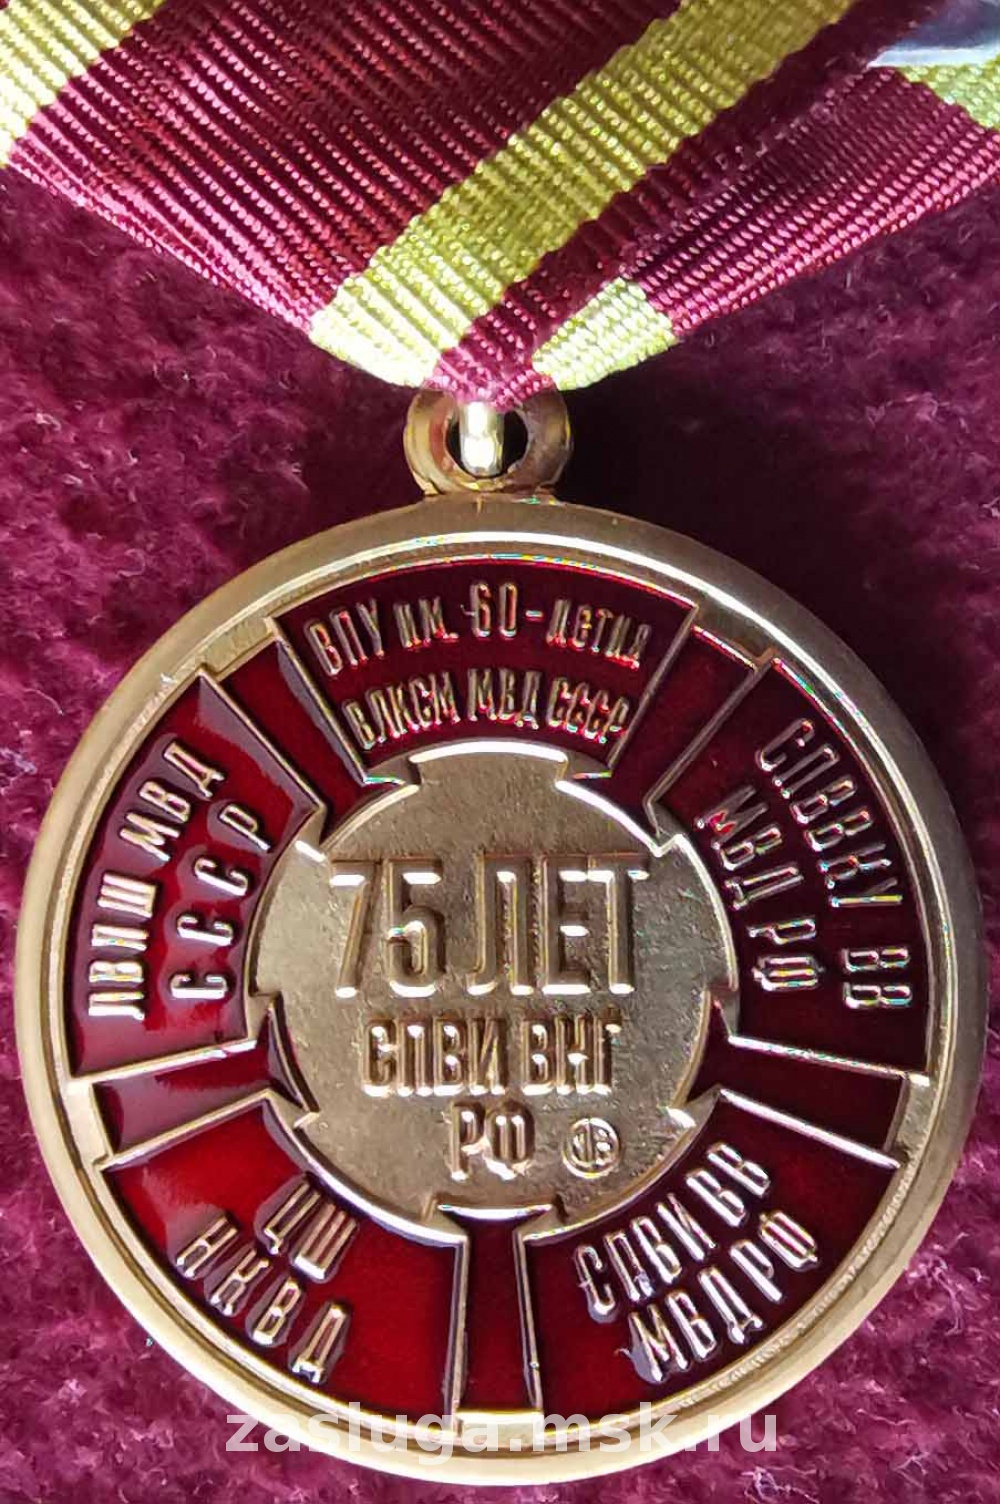 ВПУ им. 60-летия
ВЛКСМ МВД СССР
СПВВКУ ВВ
МВД РФ
СПВИ ВВ
МВД РФ
ЦШ
НКВД
ЛВПШ МВД
СССР
75 ЛЕТ
СПВИ ВНГ
РФ
zasluga.msk.ru